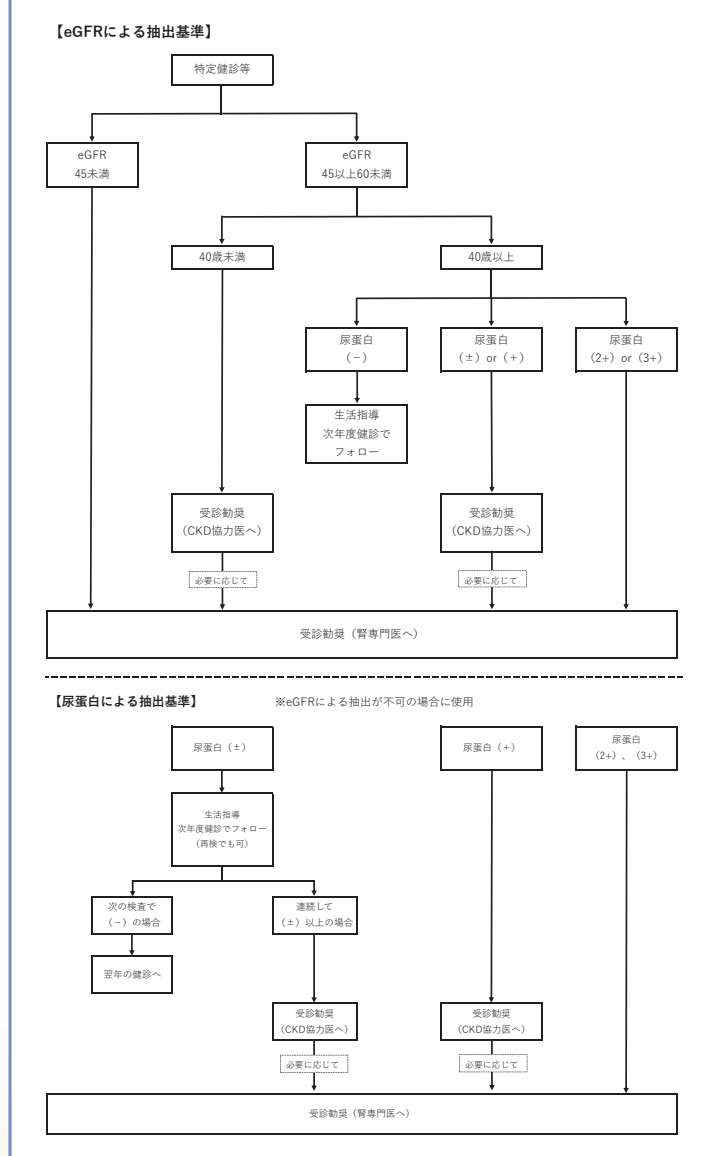 【eGFRによる抽出基準】
特定健診等
eGFR
45未満
eGFR
45以上60未満
40歳未満
40歳以上
尿蛋白
（−）
尿蛋白
（±）or（+）
尿蛋白
（2+）or（3+）
生活指導
次年度健診で
フォロー
受診勧奨
（CKD協力医へ）
受診勧奨
（CKD協力医へ）
必要に応じて
必要に応じて
受診勧奨（腎専門医へ）
【尿蛋白による抽出基準】
※eGFRによる抽出が不可の場合に使用
尿蛋白（±）
尿蛋白（+）
尿蛋白
（2+）、（3+）
生活指導
次年度健診でフォロー
（再検でも可）
次の検査で
（−）の場合
連続して
（±）以上の場合
翌年の健診へ
受診勧奨
（CKD協力医へ）
受診勧奨
（CKD協力医へ）
必要に応じて
必要に応じて
受診勧奨（腎専門医へ）